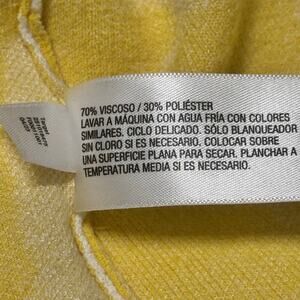 70% VISCOSO / 30% POLIÉSTER
LAVAR A MÁQUINA CON AGUA FRÍA CON COLORES
SIMILARES. CICLO DELICADO. SÓLO BLANQUEADOR
SIN CLORO SI ES NECESARIO. COLOCAR SOBRE
UNA SUPERFICIE PLANA PARA SECAR. PLANCHAR A
TEMPERATURA MEDIA SI ES NECESARIO.
Target